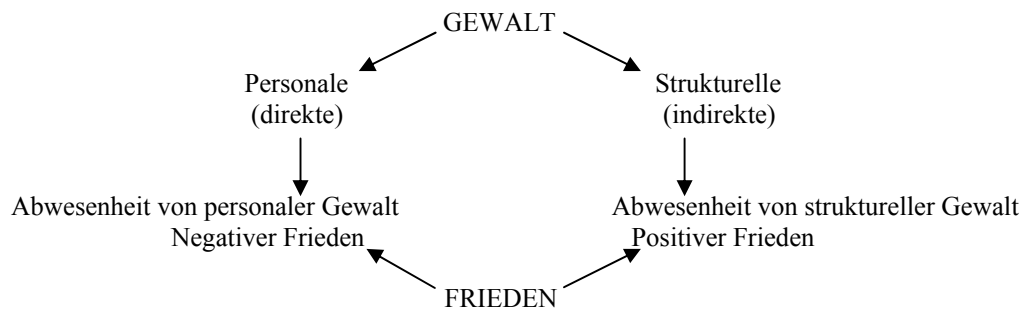 GEWALT
Personale
(direkte)
Strukturelle
(indirekte)
Abwesenheit von personaler Gewalt
Negativer Frieden
Abwesenheit von struktureller Gewalt
Positiver Frieden
FRIEDEN